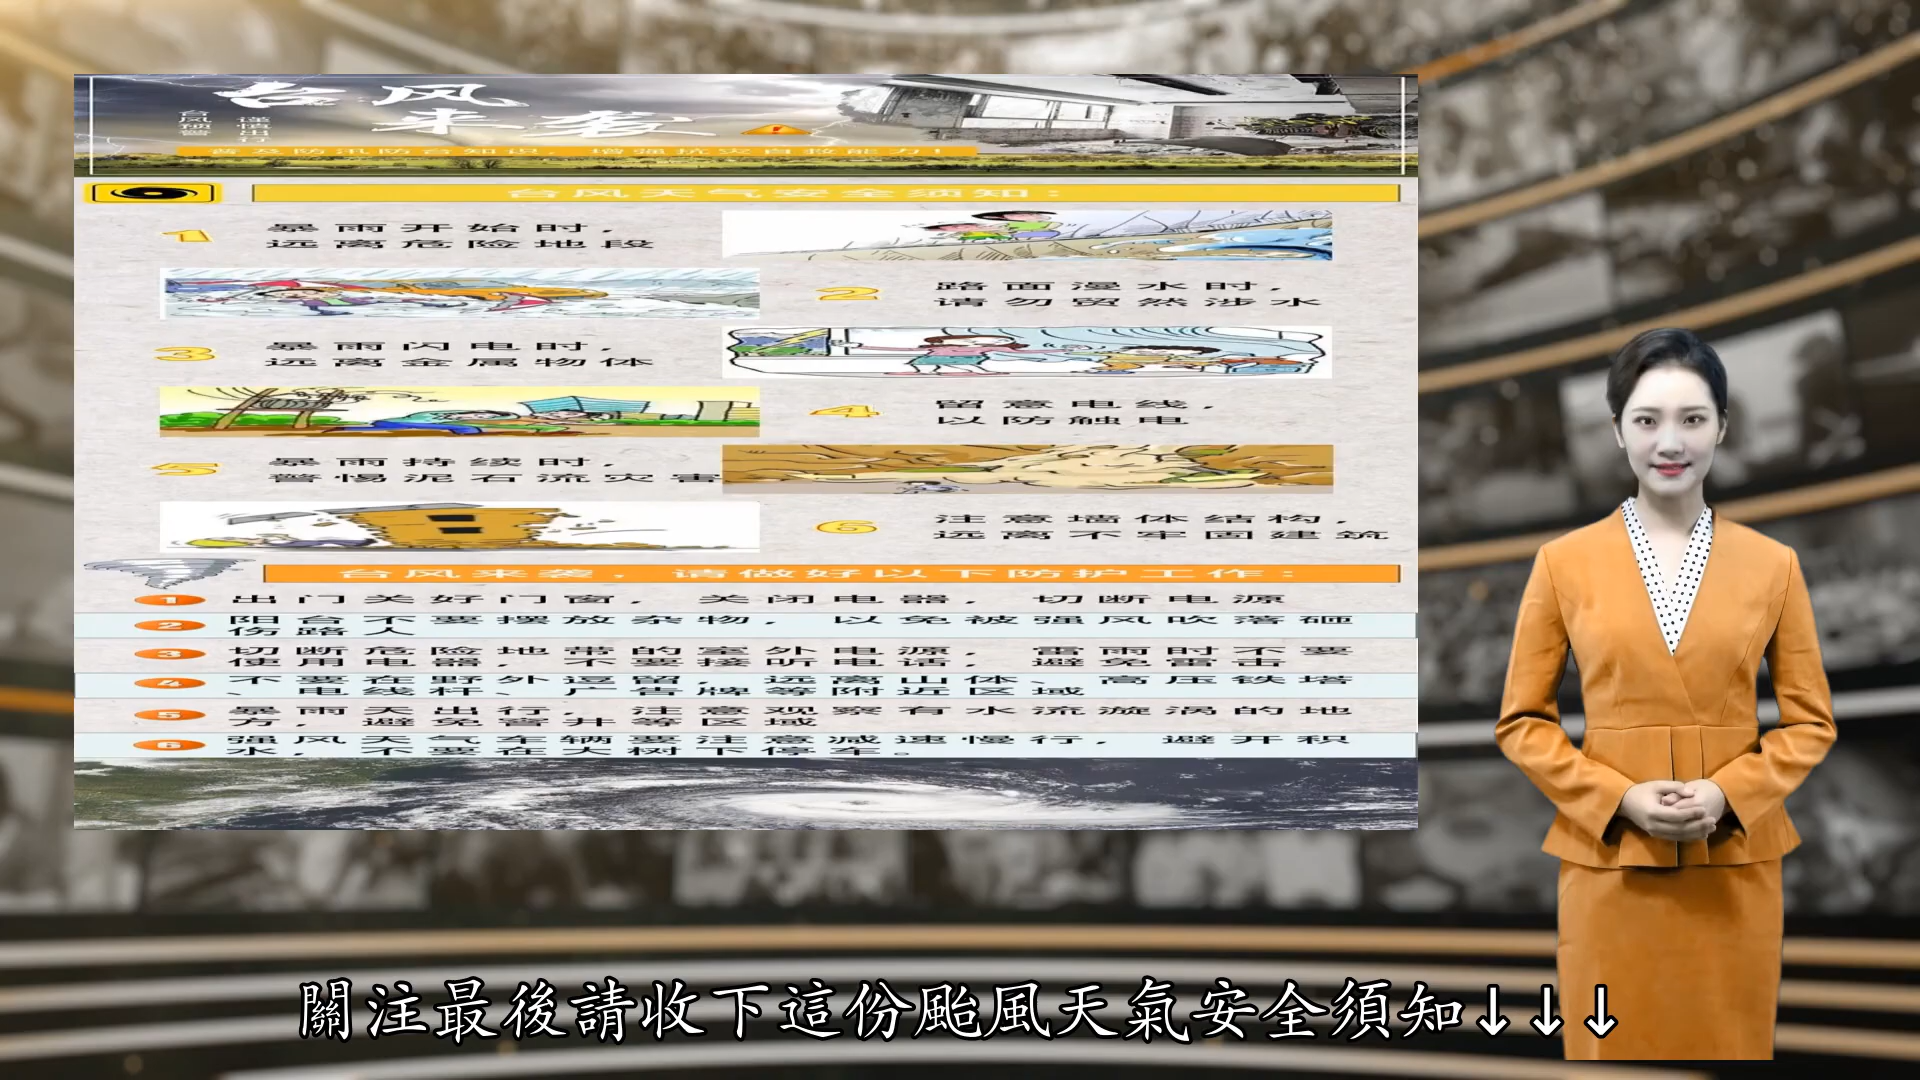 台风
来袭
台风预警
谨慎出行
普及防汛防台知识，增强抗灾自救能力！
台风天气安全须知：
1 暴雨开始时，
远离危险地段
2 路面湿水时，
请勿贸然涉水
3 暴雨闪电时，
远离金属物体
4 留意电线，
以防触电
5 暴雨持续时，
警惕泥石流灾害
6 注意墙体结构，
远离不牢固建筑
台风来袭，请做好以下防护工作：
1 出门关好门窗，关闭电器，切断电源
2 阳台不要摆放杂物，以免被强风吹落砸
伤路人
3 切断危险地带的室外电源，雷雨时不要
使用电器，不要接听电话，避免雷击
4 不要在野外逗留，远离山体、高压铁塔
、电线杆、广告牌等附近区域
5 暴雨天出行，注意观察有水流漩涡的地
方，避免窨井等区域
6 强风天气车辆要注意减速慢行，避开积
水，不要在大树下停车。
關注最後請收下這份颱風天氣安全須知↓↓↓